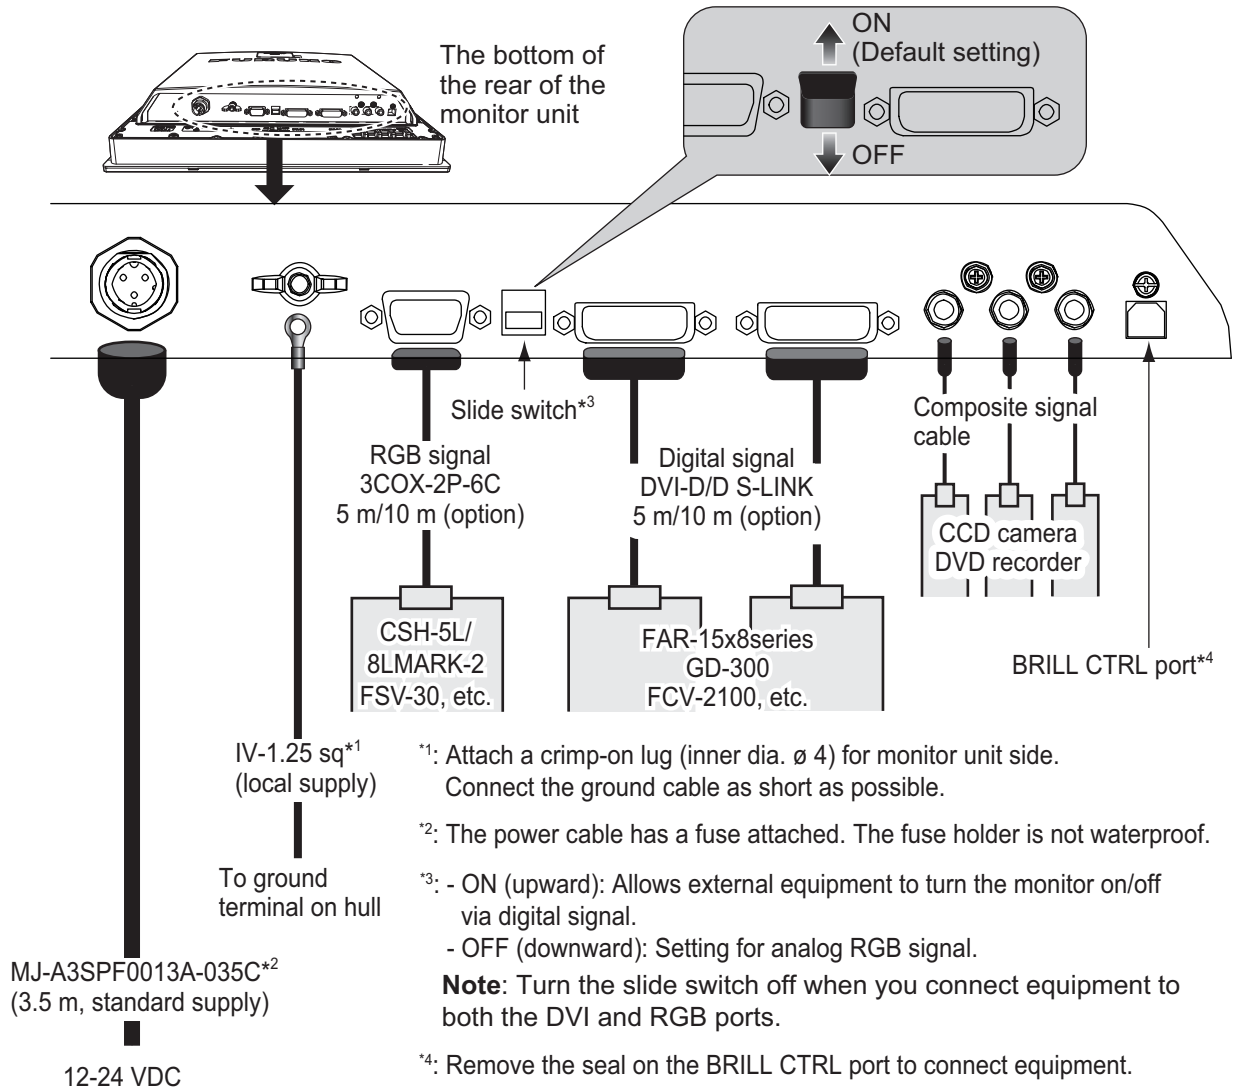 The bottom of
the rear of the
monitor unit
ON
(Default setting)
OFF
Slide switch*3
RGB signal
3COX-2P-6C
5 m/10 m (option)
Digital signal
DVI-D/D S-LINK
5 m/10 m (option)
Composite signal
cable
CCD camera
DVD recorder
CSH-5L/
8LMARK-2
FSV-30, etc.
FAR-15x8series
GD-300
FCV-2100, etc.
BRILL CTRL port*4
IV-1.25 sq*1
(local supply)
To ground
terminal on hull
MJ-A3SPF0013A-035C*2
(3.5 m, standard supply)
12-24 VDC
*1: Attach a crimp-on lug (inner dia. ø 4) for monitor unit side.
Connect the ground cable as short as possible.
*2: The power cable has a fuse attached. The fuse holder is not waterproof.
*3: - ON (upward): Allows external equipment to turn the monitor on/off
via digital signal.
- OFF (downward): Setting for analog RGB signal.
Note: Turn the slide switch off when you connect equipment to
both the DVI and RGB ports.
*4: Remove the seal on the BRILL CTRL port to connect equipment.